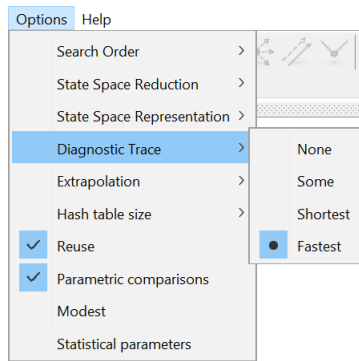 Options Help
Search Order
State Space Reduction
State Space Representation
Diagnostic Trace
None
Extrapolation
Some
Hash table size
Shortest
Reuse
Fastest
Parametric comparisons
Modest
Statistical parameters